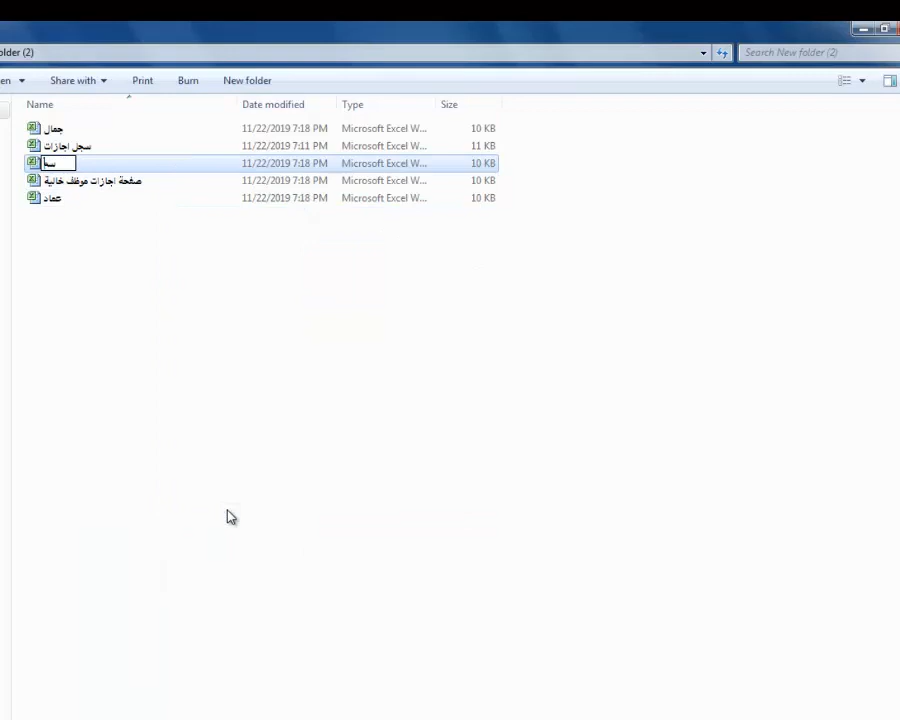 older (2)
Search New folder (2)
en
Share with
Print
Burn
New folder
Name
Date modified
Type
Size
جمال
11/22/2019 7:18 PM
Microsoft Excel W...
10 KB
سجل اجازات
11/22/2019 7:11 PM
Microsoft Excel W...
11 KB
11/22/2019 7:18 PM
Microsoft Excel W...
10 KB
صفحة اجازات موظف خالية
11/22/2019 7:18 PM
Microsoft Excel W...
10 KB
عماد
11/22/2019 7:18 PM
Microsoft Excel W...
10 KB